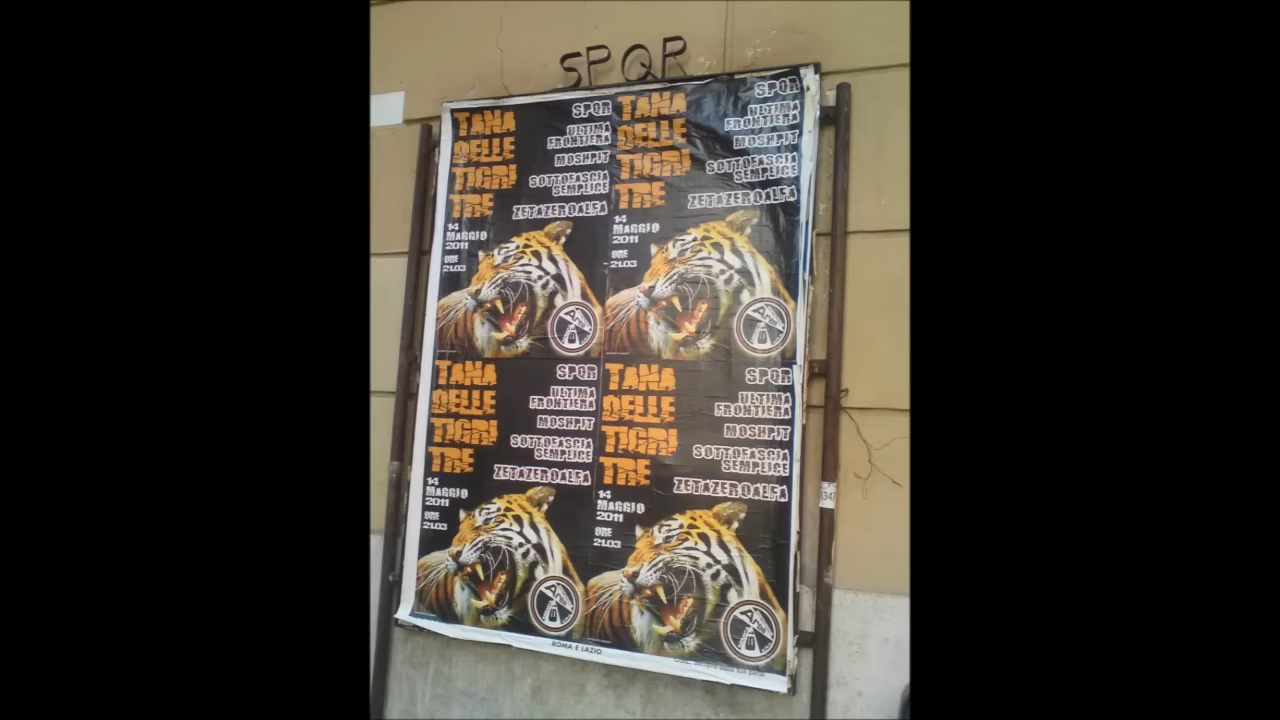 SPQR
TANA
DELLE
TIGRI
TRE
SPQR
ULTIMA
FRONTIERA
MOSHPIT
SOTTOFASCIA
SEMPLICE
ZETAZEROALFA
14
MAGGIO
2011
ORE
21.03
TANA
DELLE
TIGRI
TRE
SPQR
ULTIMA
FRONTIERA
MOSHPIT
SOTTOFASCIA
SEMPLICE
ZETAZEROALFA
14
MAGGIO
2011
ORE
21.03
TANA
DELLE
TIGRI
TRE
SPQR
ULTIMA
FRONTIERA
MOSHPIT
SOTTOFASCIA
SEMPLICE
ZETAZEROALFA
14
MAGGIO
2011
ORE
21.03
TANA
DELLE
TIGRI
TRE
SPQR
ULTIMA
FRONTIERA
MOSHPIT
SOTTOFASCIA
SEMPLICE
ZETAZEROALFA
14
MAGGIO
2011
ORE
21.03
ROMA E LAZIO
1347